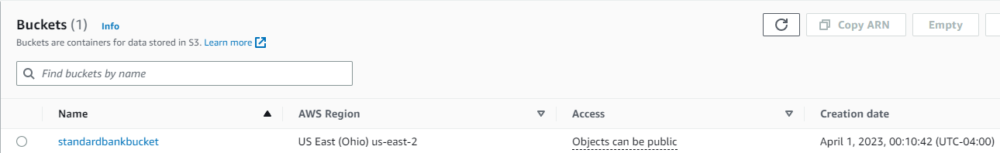 Buckets (1) Info
Buckets are containers for data stored in S3. Learn more
Copy ARN Empty
Find buckets by name
Name AWS Region Access Creation date
standardbankbucket US East (Ohio) us-east-2 Objects can be public April 1, 2023, 00:10:42 (UTC-04:00)